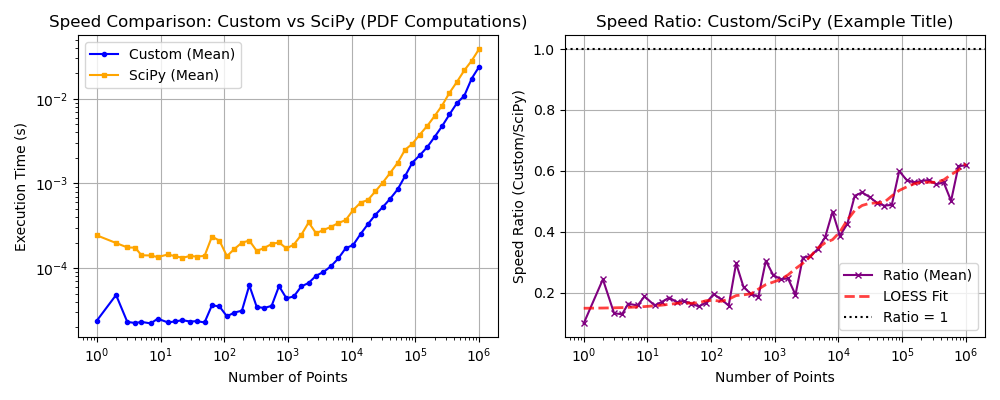 Speed Comparison: Custom vs SciPy (PDF Computations)
Custom (Mean)
SciPy (Mean)
Execution Time (s)
10⁻²
10⁻³
10⁻⁴
10⁰ 10¹ 10² 10³ 10⁴ 10⁵ 10⁶
Number of Points
Speed Ratio: Custom/SciPy (Example Title)
Speed Ratio (Custom/SciPy)
1.0
0.8
0.6
0.4
0.2
Ratio (Mean)
LOESS Fit
Ratio = 1
10⁰ 10¹ 10² 10³ 10⁴ 10⁵ 10⁶
Number of Points